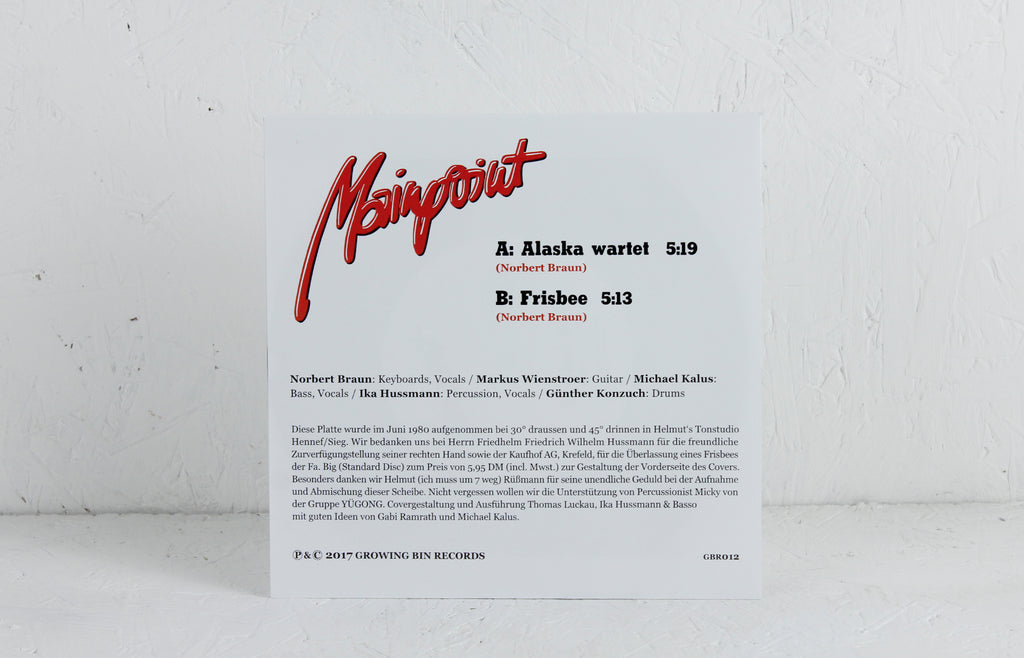 Mainpoint
A: Alaska wartet 5:19
(Norbert Braun)
B: Frisbee 5:13
(Norbert Braun)
Norbert Braun: Keyboards, Vocals / Markus Wienstroer: Guitar / Michael Kalus:
Bass, Vocals / Ika Hussmann: Percussion, Vocals / Günther Konzuch: Drums
Diese Platte wurde im Juni 1980 aufgenommen bei 30° draussen und 45° drinnen in Helmut's Tonstudio
Hennef/Sieg. Wir bedanken uns bei Herrn Friedhelm Friedrich Wilhelm Hussmann für die freundliche
Zurverfügungstellung seiner rechten Hand sowie der Kaufhof AG, Krefeld, für die Überlassung eines Frisbees
der Fa. Big (Standard Disc) zum Preis von 5,95 DM (incl. Mwst.) zur Gestaltung der Vorderseite des Covers.
Besonders danken wir Helmut (ich muss um 7 weg) Rüßmann für seine unendliche Geduld bei der Aufnahme
und Abmischung dieser Scheibe. Nicht vergessen wollen wir die Unterstützung von Percussionist Micky von
der Gruppe YÜGONG. Covergestaltung und Ausführung Thomas Luckau, Ika Hussmann & Basso
mit guten Ideen von Gabi Ramrath und Michael Kalus.
℗ & © 2017 GROWING BIN RECORDS
GBR012